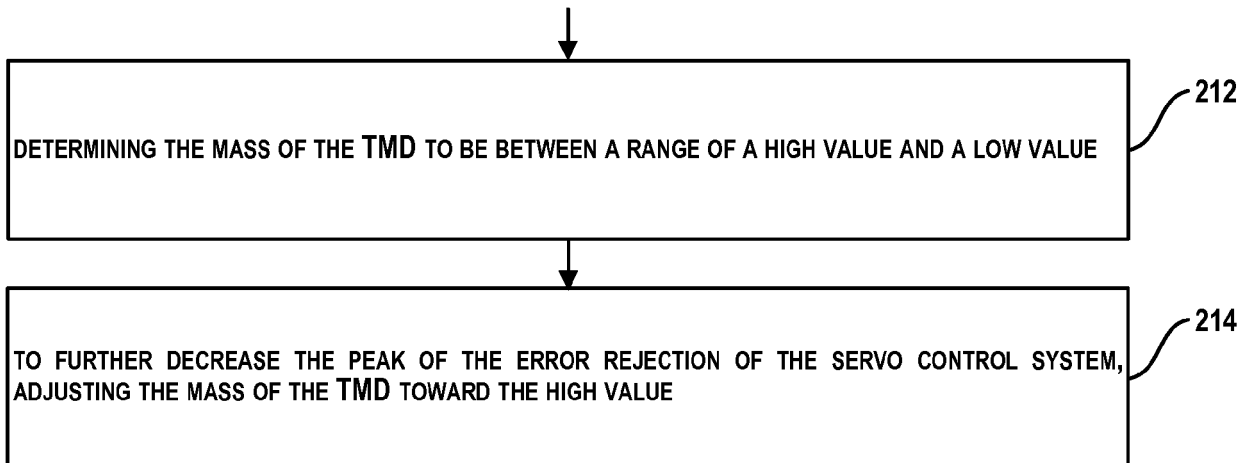 212
DETERMINING THE MASS OF THE TMD TO BE BETWEEN A RANGE OF A HIGH VALUE AND A LOW VALUE
214
TO FURTHER DECREASE THE PEAK OF THE ERROR REJECTION OF THE SERVO CONTROL SYSTEM,
ADJUSTING THE MASS OF THE TMD TOWARD THE HIGH VALUE